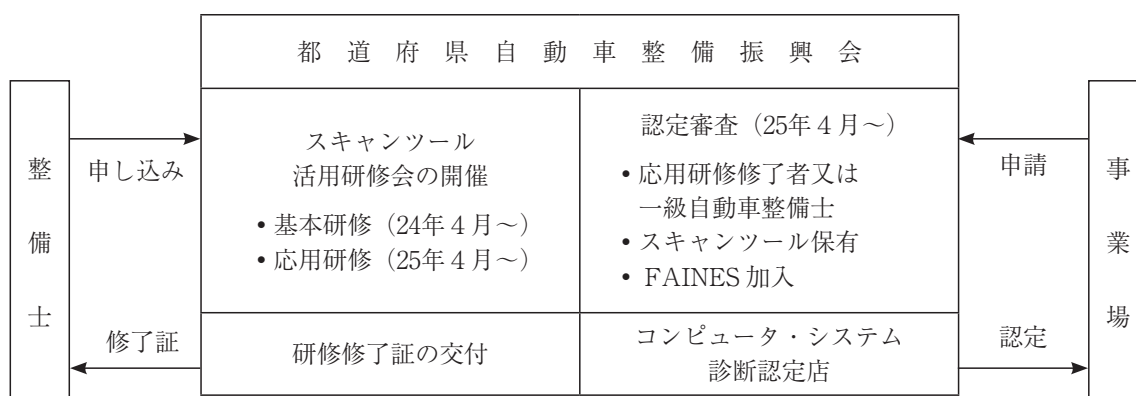 都道府県自動車整備振興会
整備士
申し込み
修了証
スキャンツール
活用研修会の開催
• 基本研修（24年4月〜）
• 応用研修（25年4月〜）
研修修了証の交付
認定審査（25年4月〜）
• 応用研修修了者又は
一級自動車整備士
• スキャンツール保有
• FAINES 加入
コンピュータ・システム
診断認定店
申請
認定
事業場